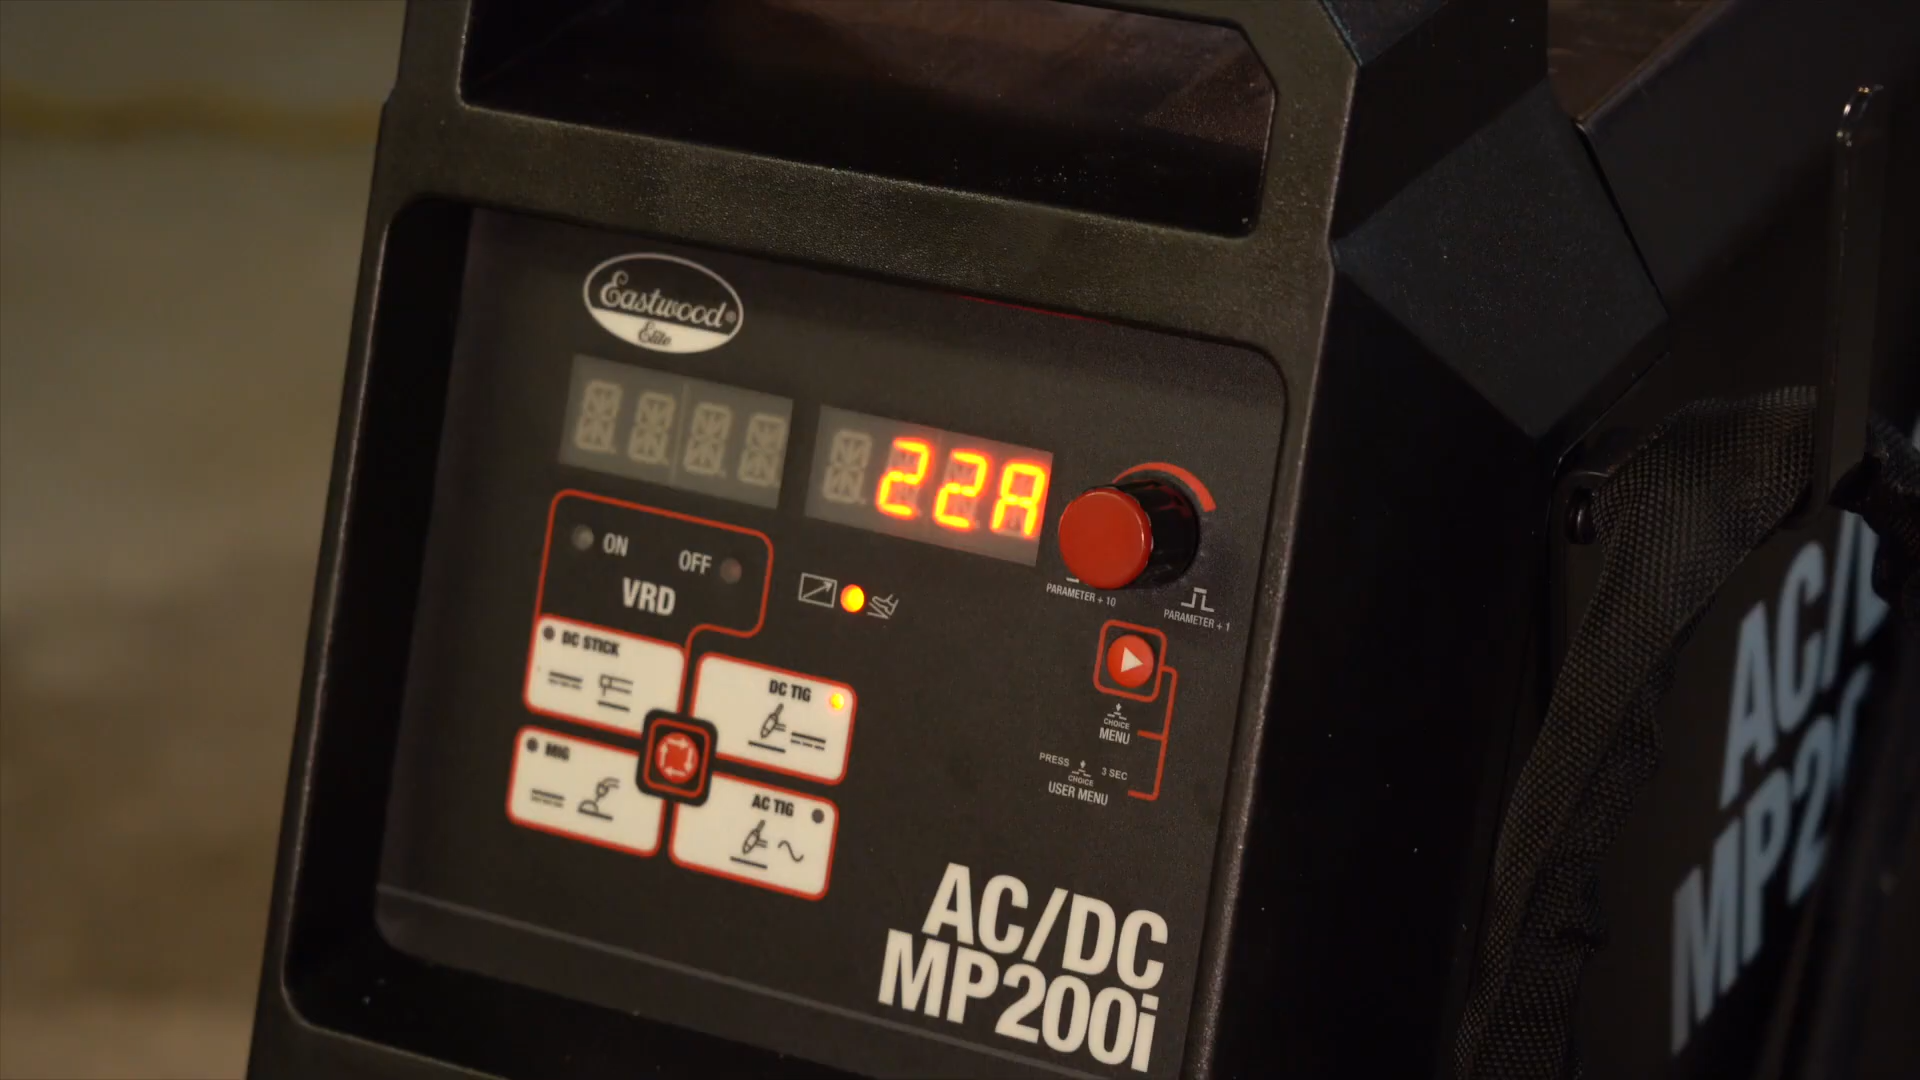 Eastwood®
Elite
22A
ON
OFF
VRD
PARAMETER + 10
PARAMETER + 1
DC STICK
DC TIG
MIG
AC TIG
CHOICE
MENU
PRESS
3 SEC
CHOICE
USER MENU
AC/DC
MP200i
AC/D
MP20